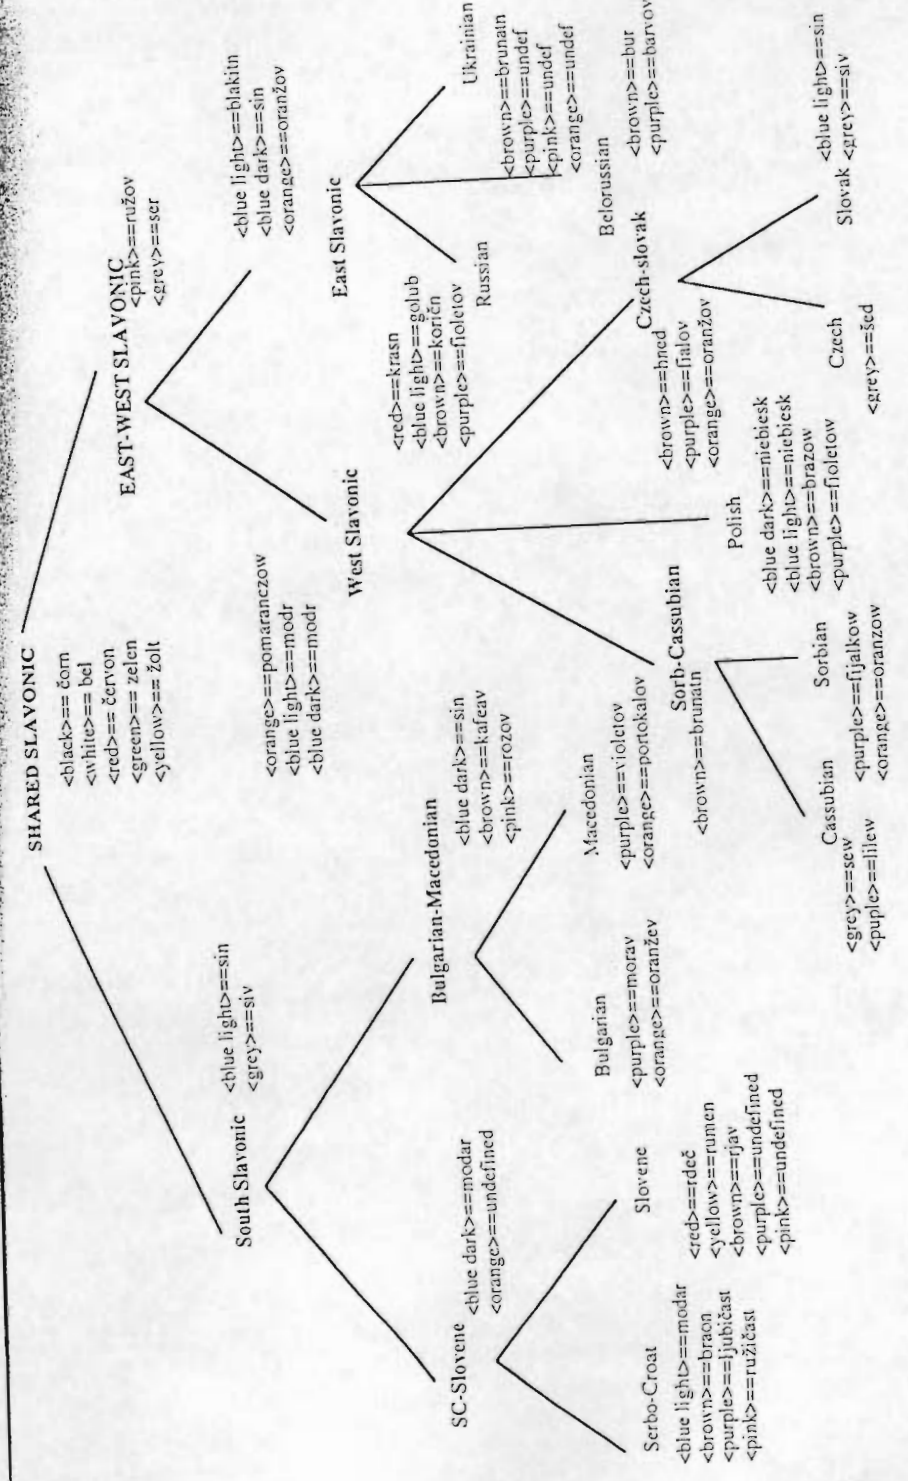 SHARED SLAVONIC
<black>== čorn
<white>== bel
<red>== červon
<green>== zelen
<yellow>== žolt
EAST-WEST SLAVONIC
<pink>==ružov
<grey>==ser
South Slavonic
<blue light>==sin
<grey>==siv
West Slavonic
<orange>==pomaranczow
<blue light>==modr
<blue dark>==modr
East Slavonic
<blue light>==blakitn
<blue dark>==sin
<orange>==oranžov
SC-Slovene
<blue dark>==modar
<orange>==undefined
Bulgarian-Macedonian
<blue dark>==sin
<brown>==kafeav
<pink>==rozov
Russian
<red>==krasn
<blue light>==golub
<brown>==koričn
<purple>==fioletov
Ukrainian
<brown>==brunatn
<purple>==undef
<pink>==undef
<orange>==undef
Belorussian
<brown>==bur
<purple>==barvov
Serbo-Croat
<blue light>==modar
<brown>==braon
<purple>==ljubičast
<pink>==ružičast
Slovene
<red>==rdeč
<yellow>==rumen
<brown>==rjav
<purple>==undefined
<pink>==undefined
Bulgarian
<purple>==morav
<orange>==oranžev
Macedonian
<purple>==violetov
<orange>==portokalov
Sorb-Cassubian
<brown>==brunatn
Polish
<blue dark>==niebiesk
<blue light>==niebiesk
<brown>==brazow
<purple>==fioletow
Czech-slovak
<brown>==hned
<purple>==fialov
<orange>==oranžov
Cassubian
<grey>==sew
<puple>==lilew
Sorbian
<purple>==fijalkow
<orange>==oranzow
Czech
<grey>==šed
Slovak
<blue light>==sin
<grey>==siv